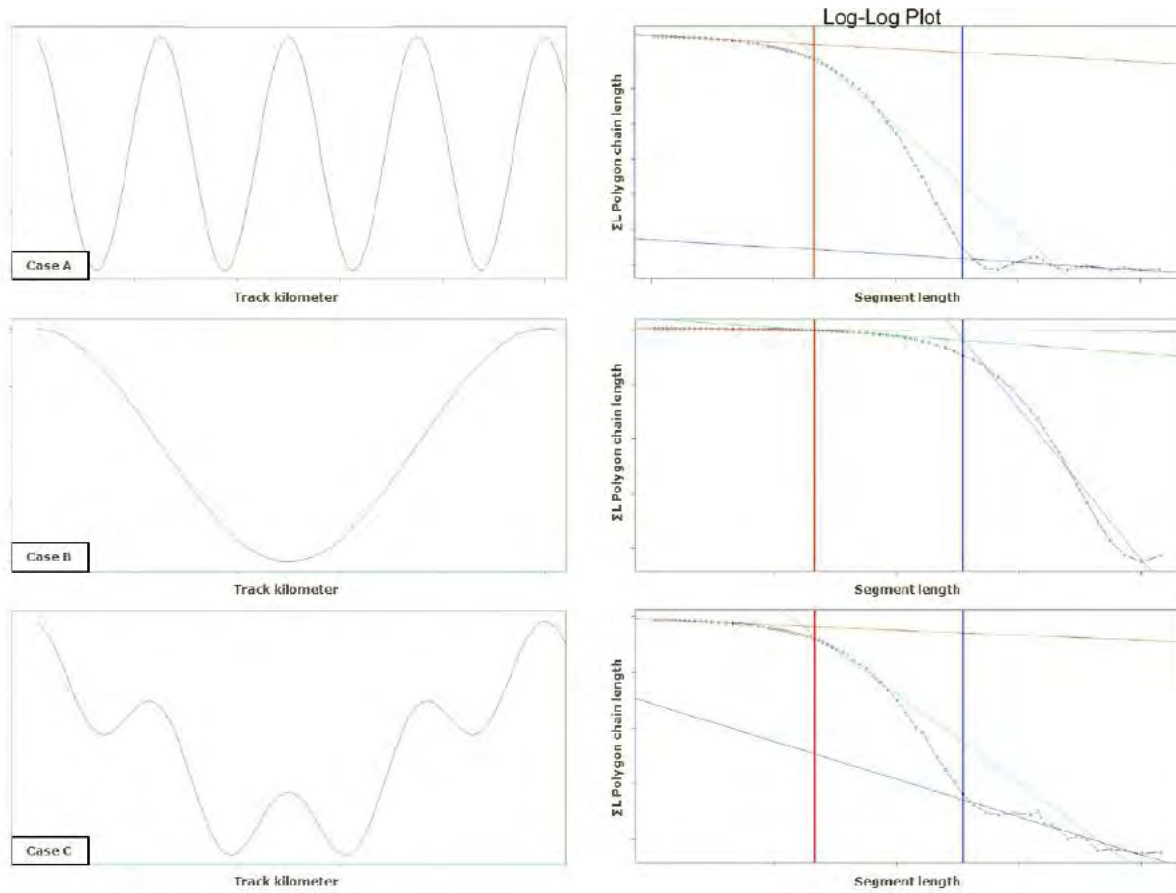 Log-Log Plot
ΣL Polygon chain length
Case A
Track kilometer
Segment length
ΣL Polygon chain length
Case B
Track kilometer
Segment length
ΣL Polygon chain length
Case C
Track kilometer
Segment length